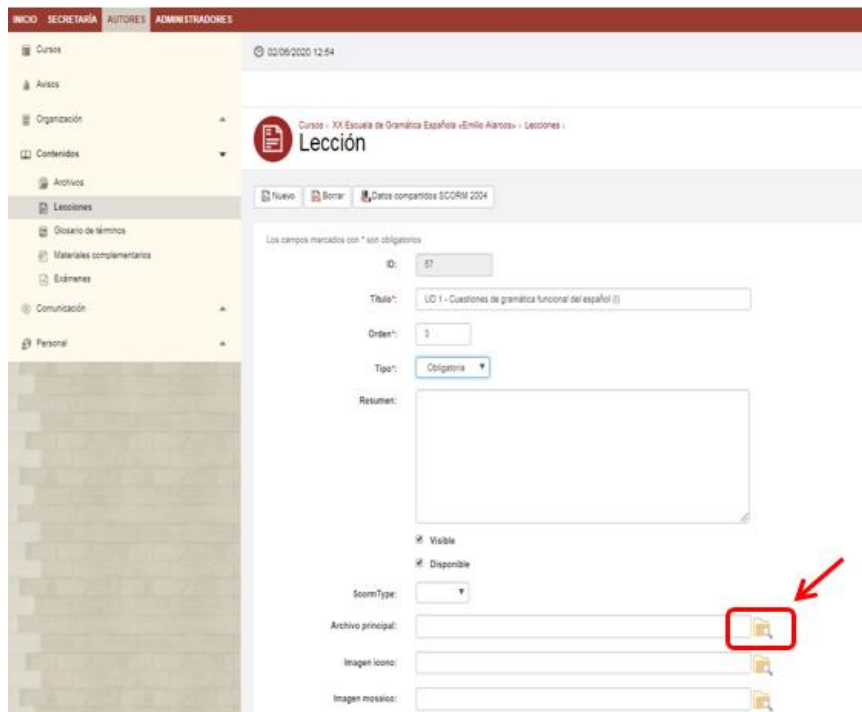 INICIO SECRETARÍA AUTORES ADMINISTRADORES
Cursos
Avisos
Organización
Contenidos
Archivos
Lecciones
Glosario de términos
Materiales complementarios
Exámenes
Comunicación
Personal
02/06/2020 12:54
Cursos › XX Escuela de Gramática Española «Emilio Alarcos» › Lecciones ›
Lección
Nuevo Borrar Datos compartidos SCORM 2004
Los campos marcados con * son obligatorios
ID: 57
Título*: UD 1 - Cuestiones de gramática funcional del español (I)
Orden*: 3
Tipo*: Obligatoria
Resumen:
Visible
Disponible
ScormType:
Archivo principal:
Imagen icono:
Imagen mosaico: